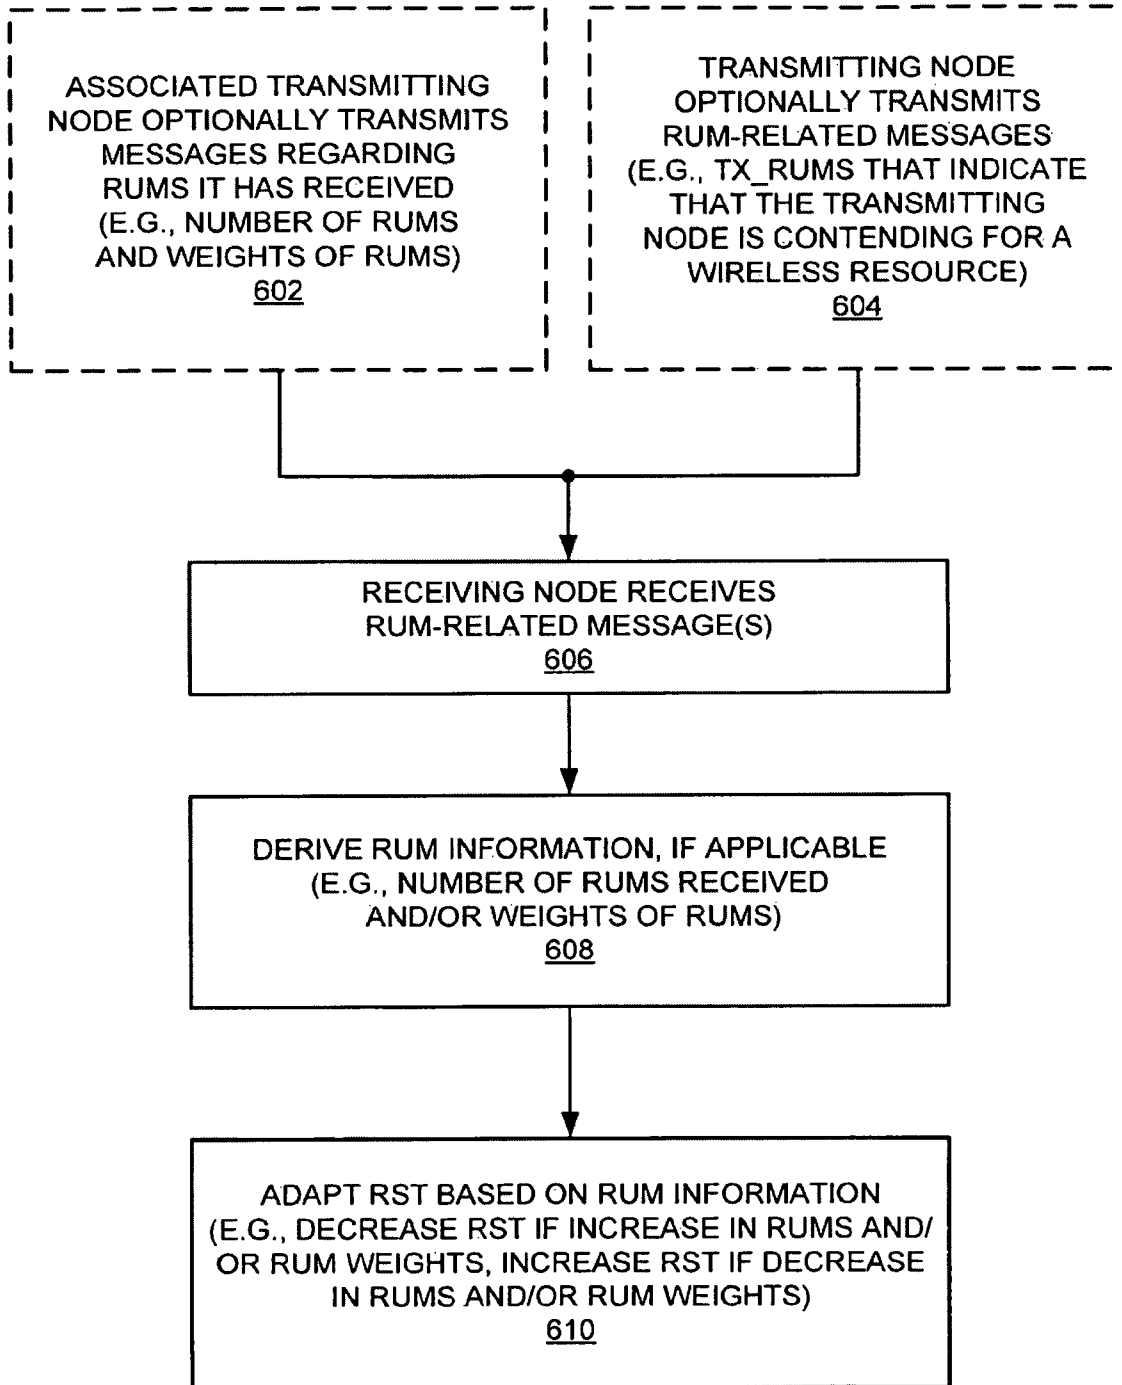 ASSOCIATED TRANSMITTING
NODE OPTIONALLY TRANSMITS
MESSAGES REGARDING
RUMS IT HAS RECEIVED
(E.G., NUMBER OF RUMS
AND WEIGHTS OF RUMS)
602
TRANSMITTING NODE
OPTIONALLY TRANSMITS
RUM-RELATED MESSAGES
(E.G., TX_RUMS THAT INDICATE
THAT THE TRANSMITTING
NODE IS CONTENDING FOR A
WIRELESS RESOURCE)
604
RECEIVING NODE RECEIVES
RUM-RELATED MESSAGE(S)
606
DERIVE RUM INFORMATION, IF APPLICABLE
(E.G., NUMBER OF RUMS RECEIVED
AND/OR WEIGHTS OF RUMS)
608
ADAPT RST BASED ON RUM INFORMATION
(E.G., DECREASE RST IF INCREASE IN RUMS AND/
OR RUM WEIGHTS, INCREASE RST IF DECREASE
IN RUMS AND/OR RUM WEIGHTS)
610